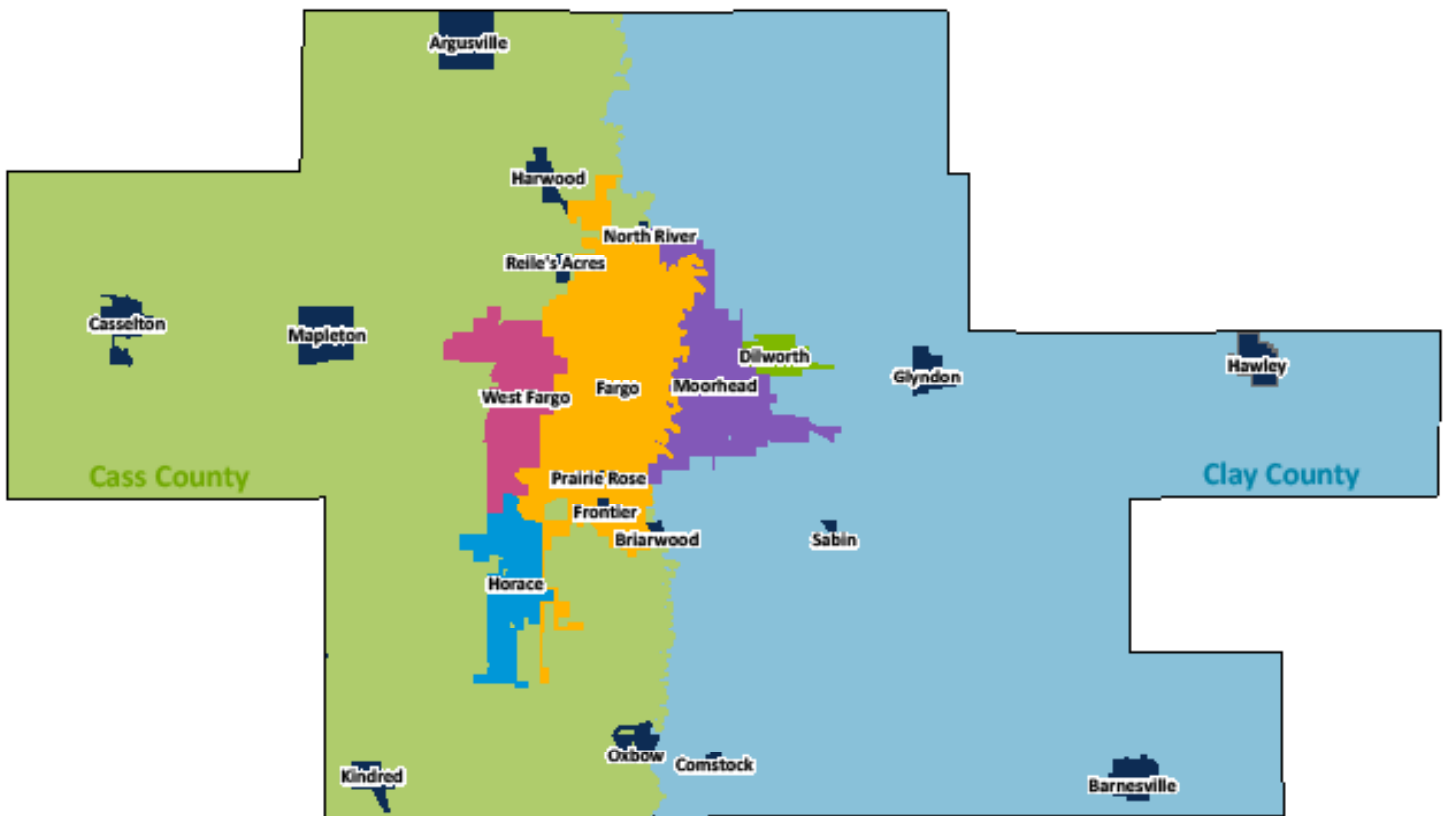 Argusville
Harwood
North River
Reile's Acres
Casselton
Mapleton
Dilworth
Hawley
Glyndon
Fargo
Moorhead
West Fargo
Cass County
Prairie Rose
Clay County
Frontier
Briarwood
Sabin
Horace
Oxbow
Comstock
Kindred
Barnesville